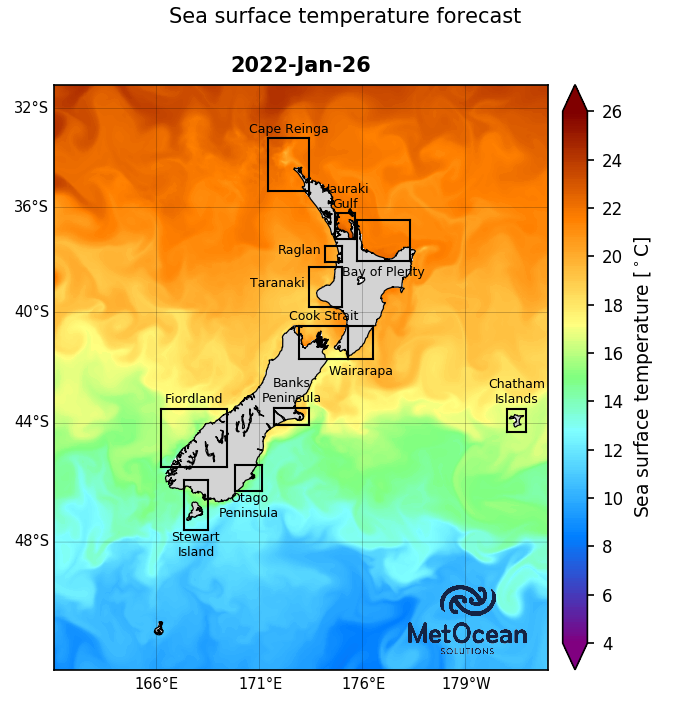 Sea surface temperature forecast
2022-Jan-26
32°S
36°S
40°S
44°S
48°S
Cape Reinga
Hauraki
Gulf
Raglan
Bay of Plenty
Taranaki
Cook Strait
Wairarapa
Banks
Peninsula
Fiordland
Chatham
Islands
Otago
Peninsula
Stewart
Island
MetOcean
SOLUTIONS
166°E
171°E
176°E
179°W
26
24
22
20
18
16
14
12
10
8
6
4
Sea surface temperature [°C]